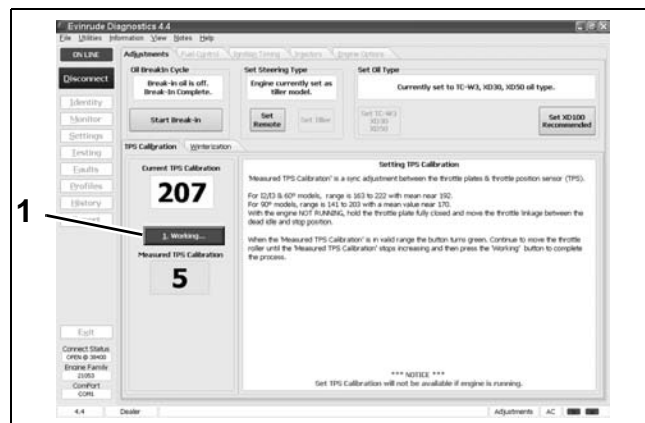 Evinrude Diagnostics 4.4
File Utilities Information View Notes Help
ON LINE
Adjustments Fuel Control Ignition Timing Injectors Engine Options
Disconnect
Identity
Monitor
Settings
Testing
Faults
Profiles
History
Oil BreakIn Cycle
Break-in oil is off.
Break-In Complete.
Start Break-in
Set Steering Type
Engine currently set as
tiller model.
Set
Remote
Set Tiller
Set Oil Type
Currently set to TC-W3, XD30, XD50 oil type.
Set TC-W3
XD30
XD50
Set XD100
Recommended
TPS Calibration Winterization
Current TPS Calibration
207
1
1. Working...
Measured TPS Calibration
5
Setting TPS Calibration
'Measured TPS Calibration' is a sync adjustment between the throttle plates & throttle position sensor (TPS).
For I2/I3 & 60° models, range is 163 to 222 with mean near 192.
For 90° models, range is 141 to 203 with a mean value near 170.
With the engine NOT RUNNING, hold the throttle plate fully closed and move the throttle linkage between the
dead idle and stop position.
When the 'Measured TPS Calibration' is in valid range the button turns green. Continue to move the throttle
roller until the 'Measured TPS Calibration' stops increasing and then press the 'Working' button to complete
the process.
*** NOTICE ***
Set TPS Calibration will not be available if engine is running.
Exit
Connect Status
OPEN @ 38400
Engine Family
21053
ComPort
COM1
4.4 Dealer Adjustments AC